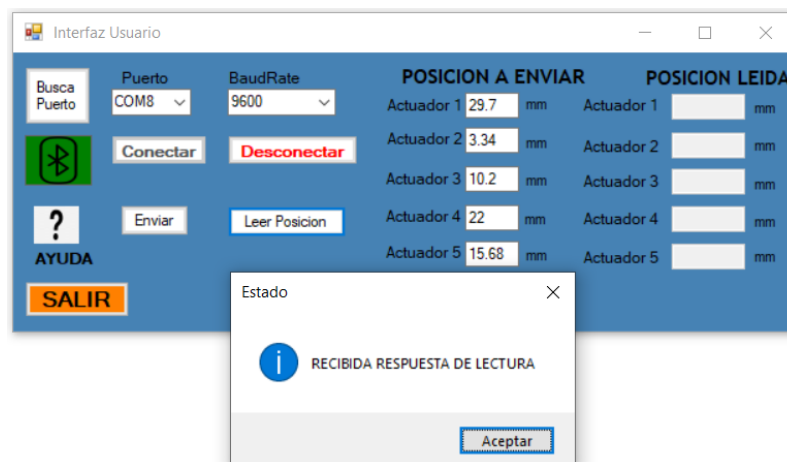 Interfaz Usuario
Busca
Puerto
Puerto
COM8
BaudRate
9600
Conectar
Desconectar
?
AYUDA
Enviar
Leer Posicion
SALIR
POSICION A ENVIAR
Actuador 1 29.7 mm
Actuador 2 3.34 mm
Actuador 3 10.2 mm
Actuador 4 22 mm
Actuador 5 15.68 mm
POSICION LEIDA
Actuador 1 mm
Actuador 2 mm
Actuador 3 mm
Actuador 4 mm
Actuador 5 mm
Estado
RECIBIDA RESPUESTA DE LECTURA
Aceptar